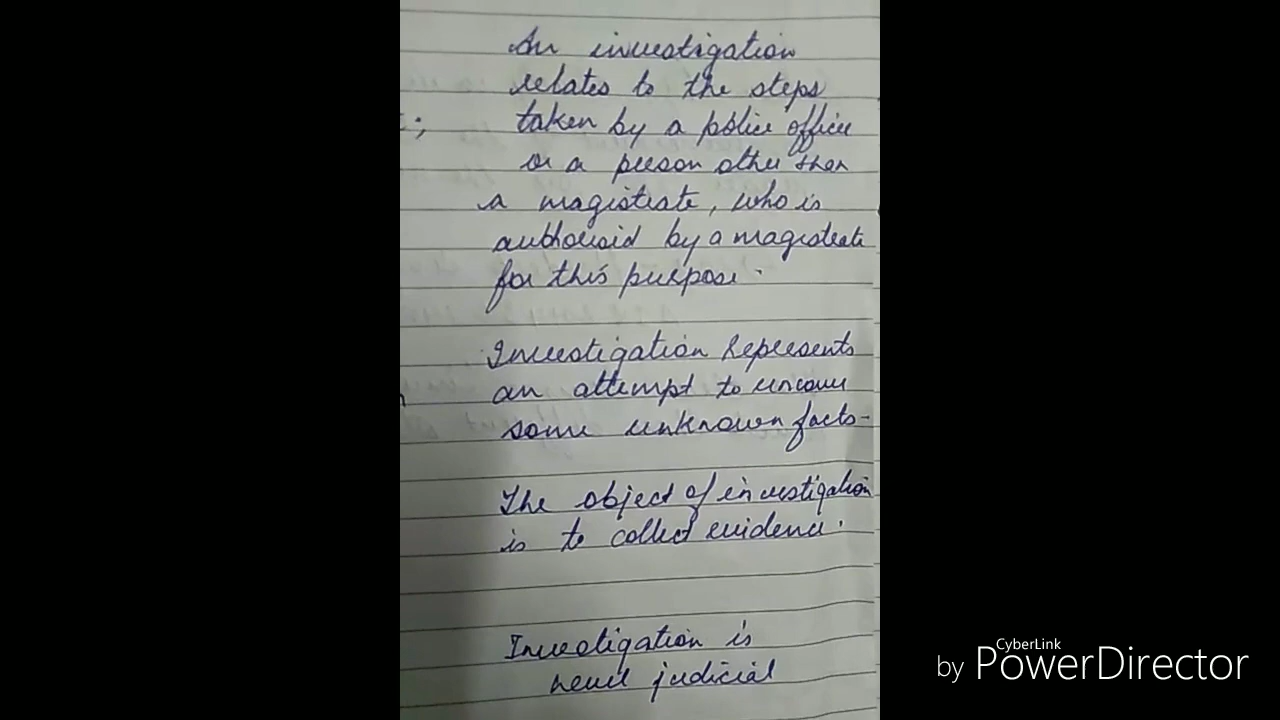 An investigation
relates to the steps
taken by a police officer
or a person other than
a magistrate, who is
authorisid by a magistrate
for this purpose.
Investigation Represents
an attempt to uncover
some unknown facts-
The object of investigation
is to collect evidence.
Investigation is
never judicial
CyberLink
by PowerDirector